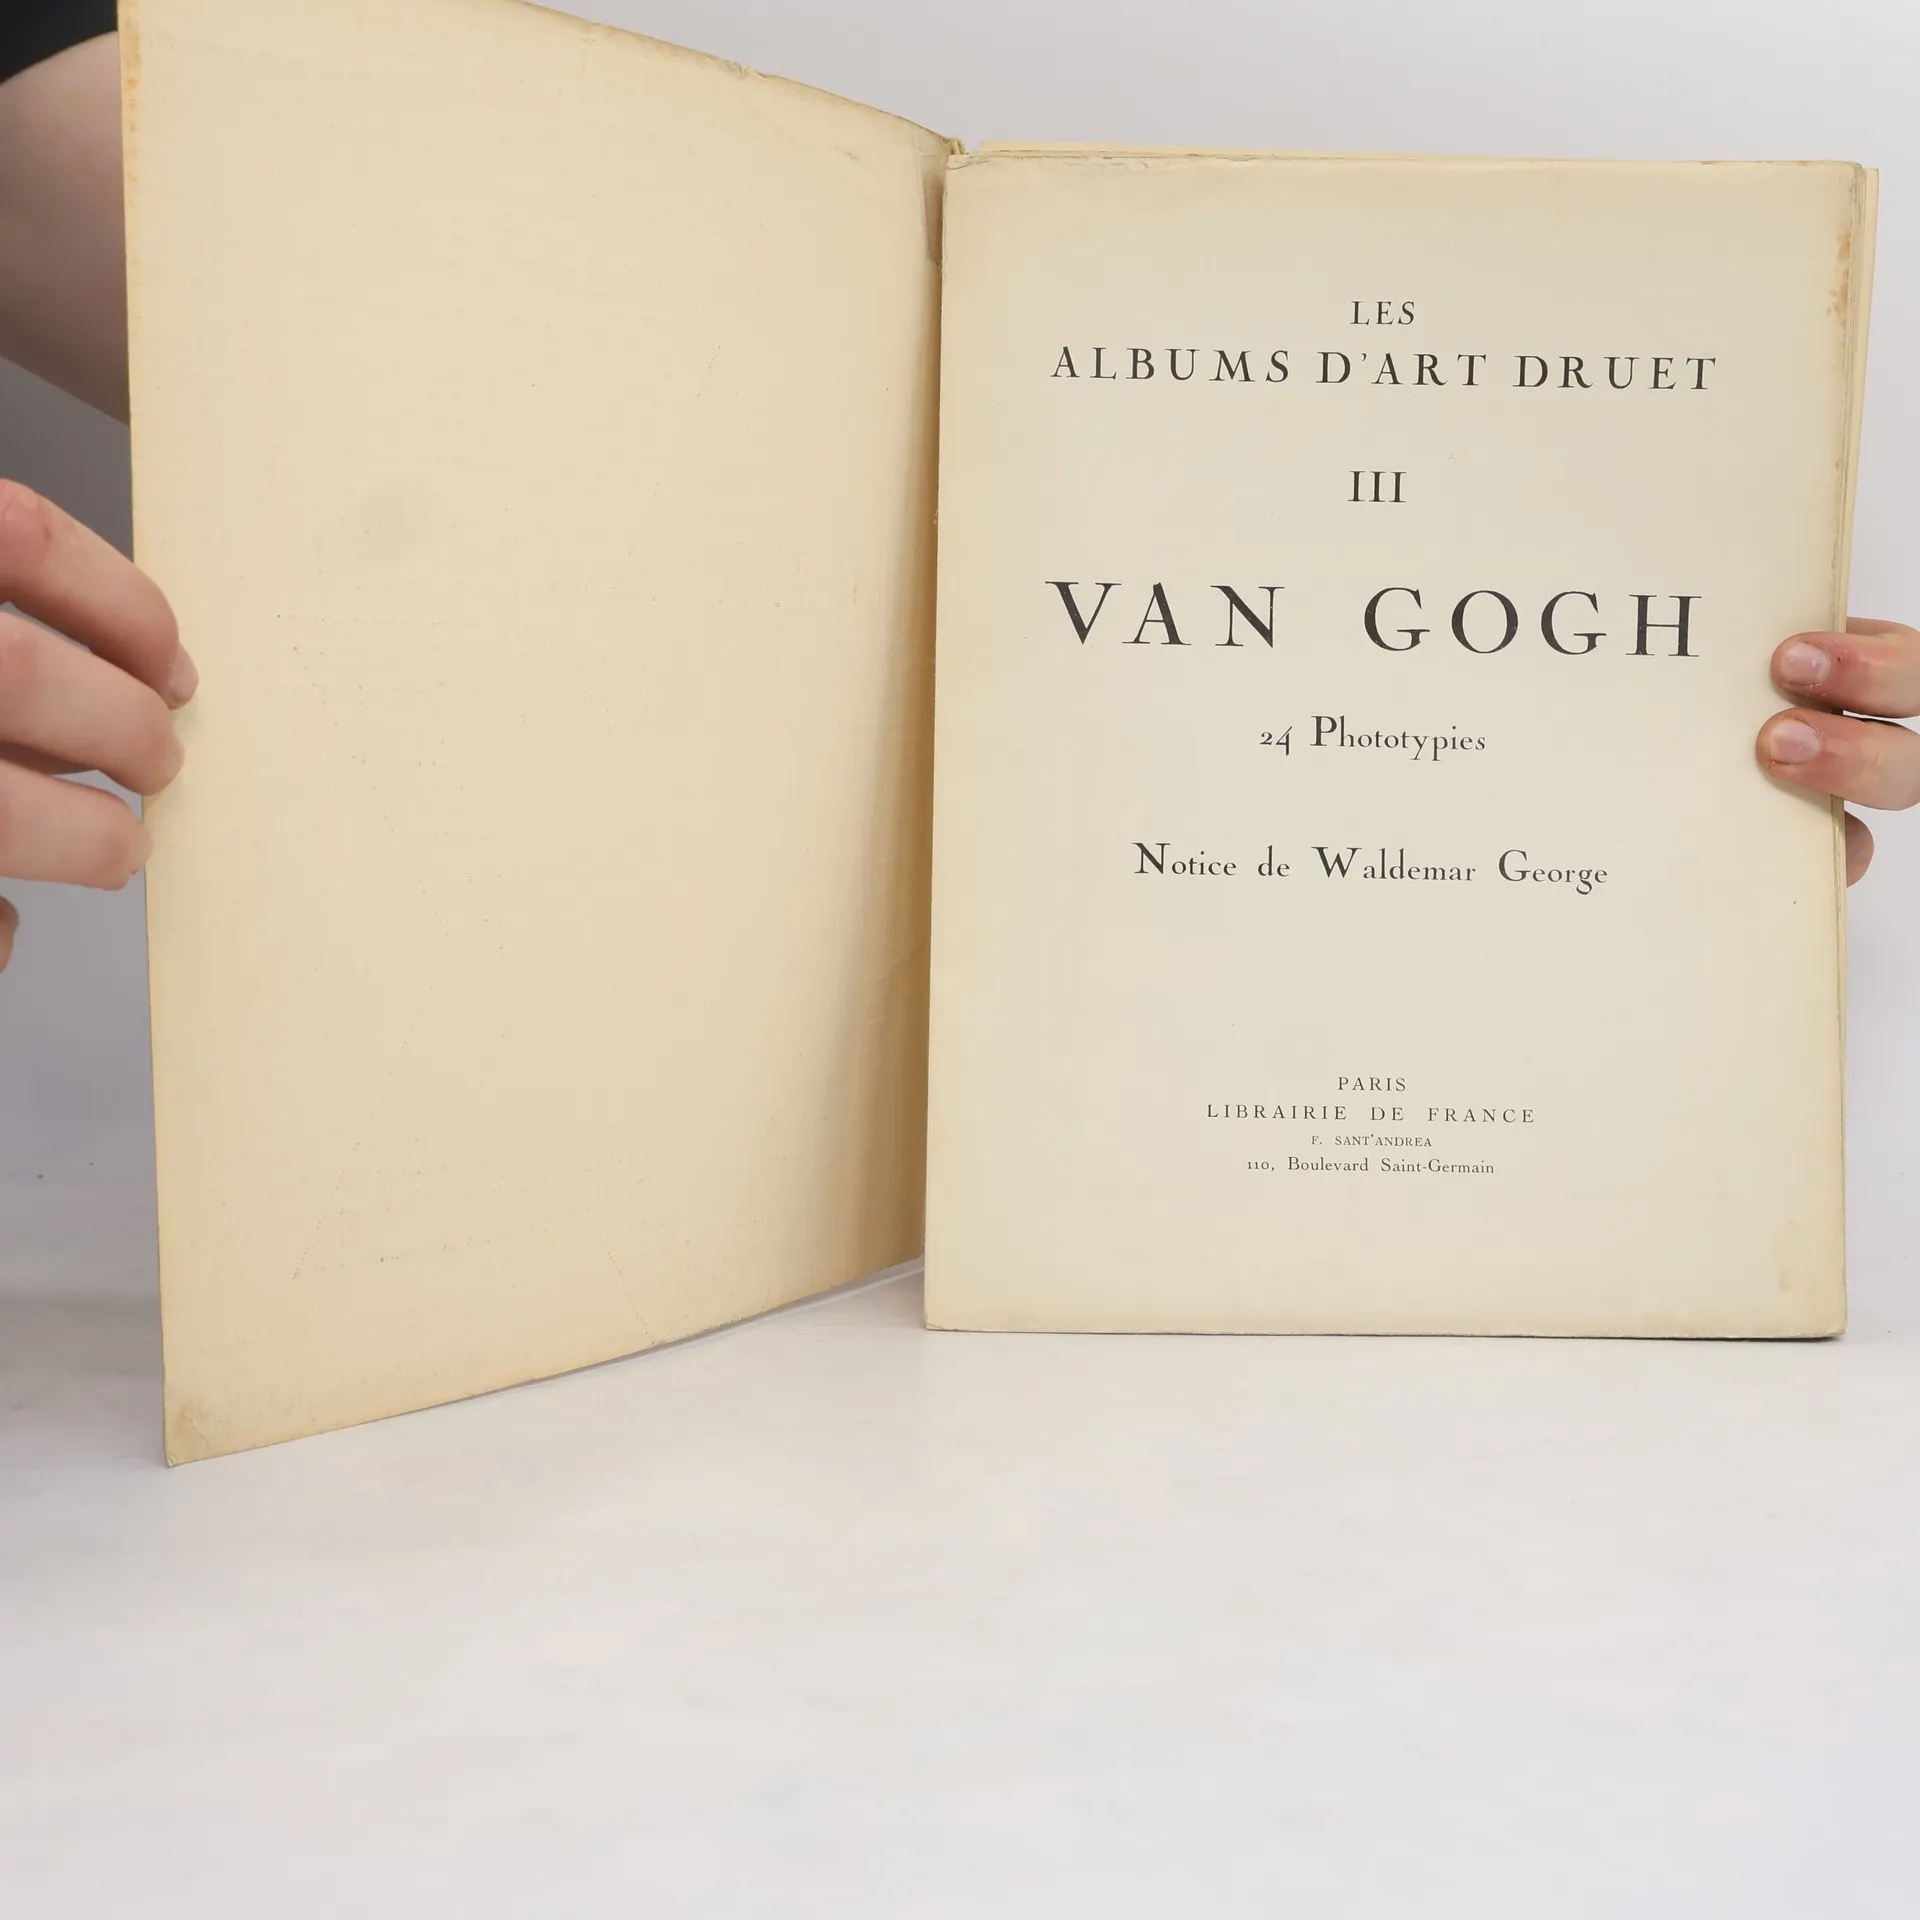 LES
ALBUMS D'ART DRUET
III
VAN GOGH
24 Phototypies
Notice de Waldemar George
PARIS
LIBRAIRIE DE FRANCE
F. SANT'ANDREA
110, Boulevard Saint-Germain